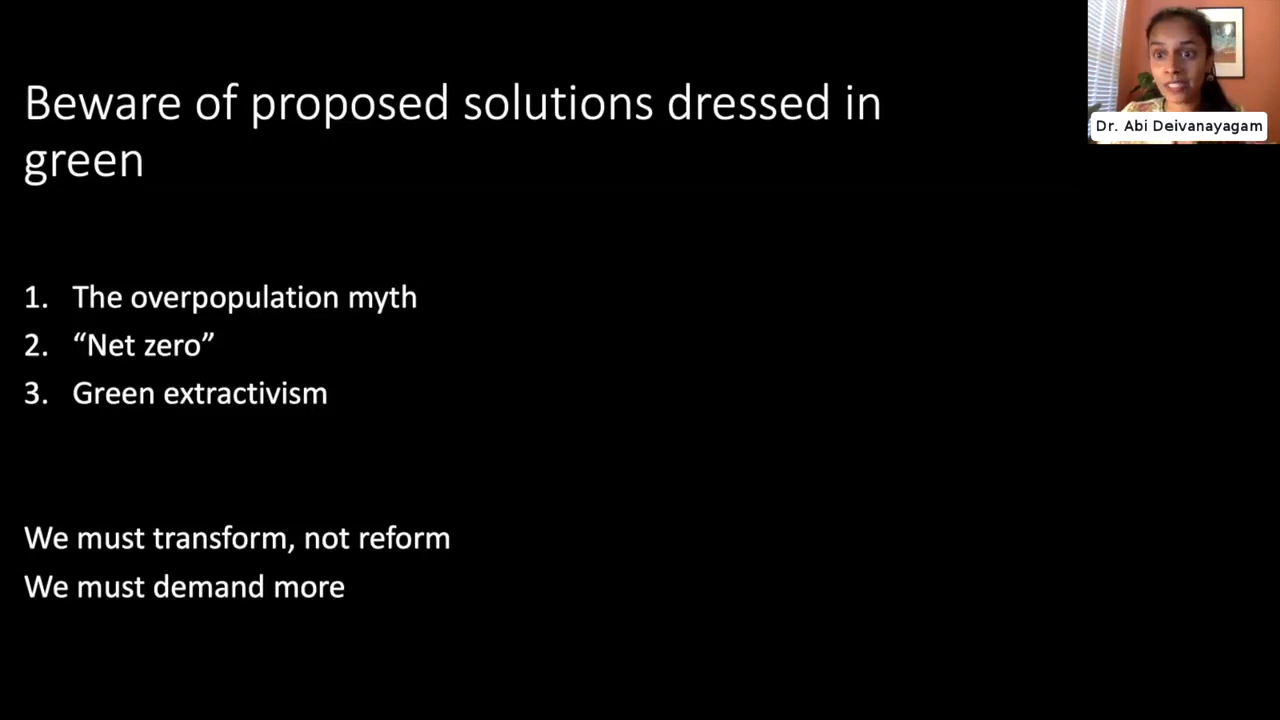 Beware of proposed solutions dressed in
green
1. The overpopulation myth
2. “Net zero”
3. Green extractivism
We must transform, not reform
We must demand more
Dr. Abi Deivanayagam